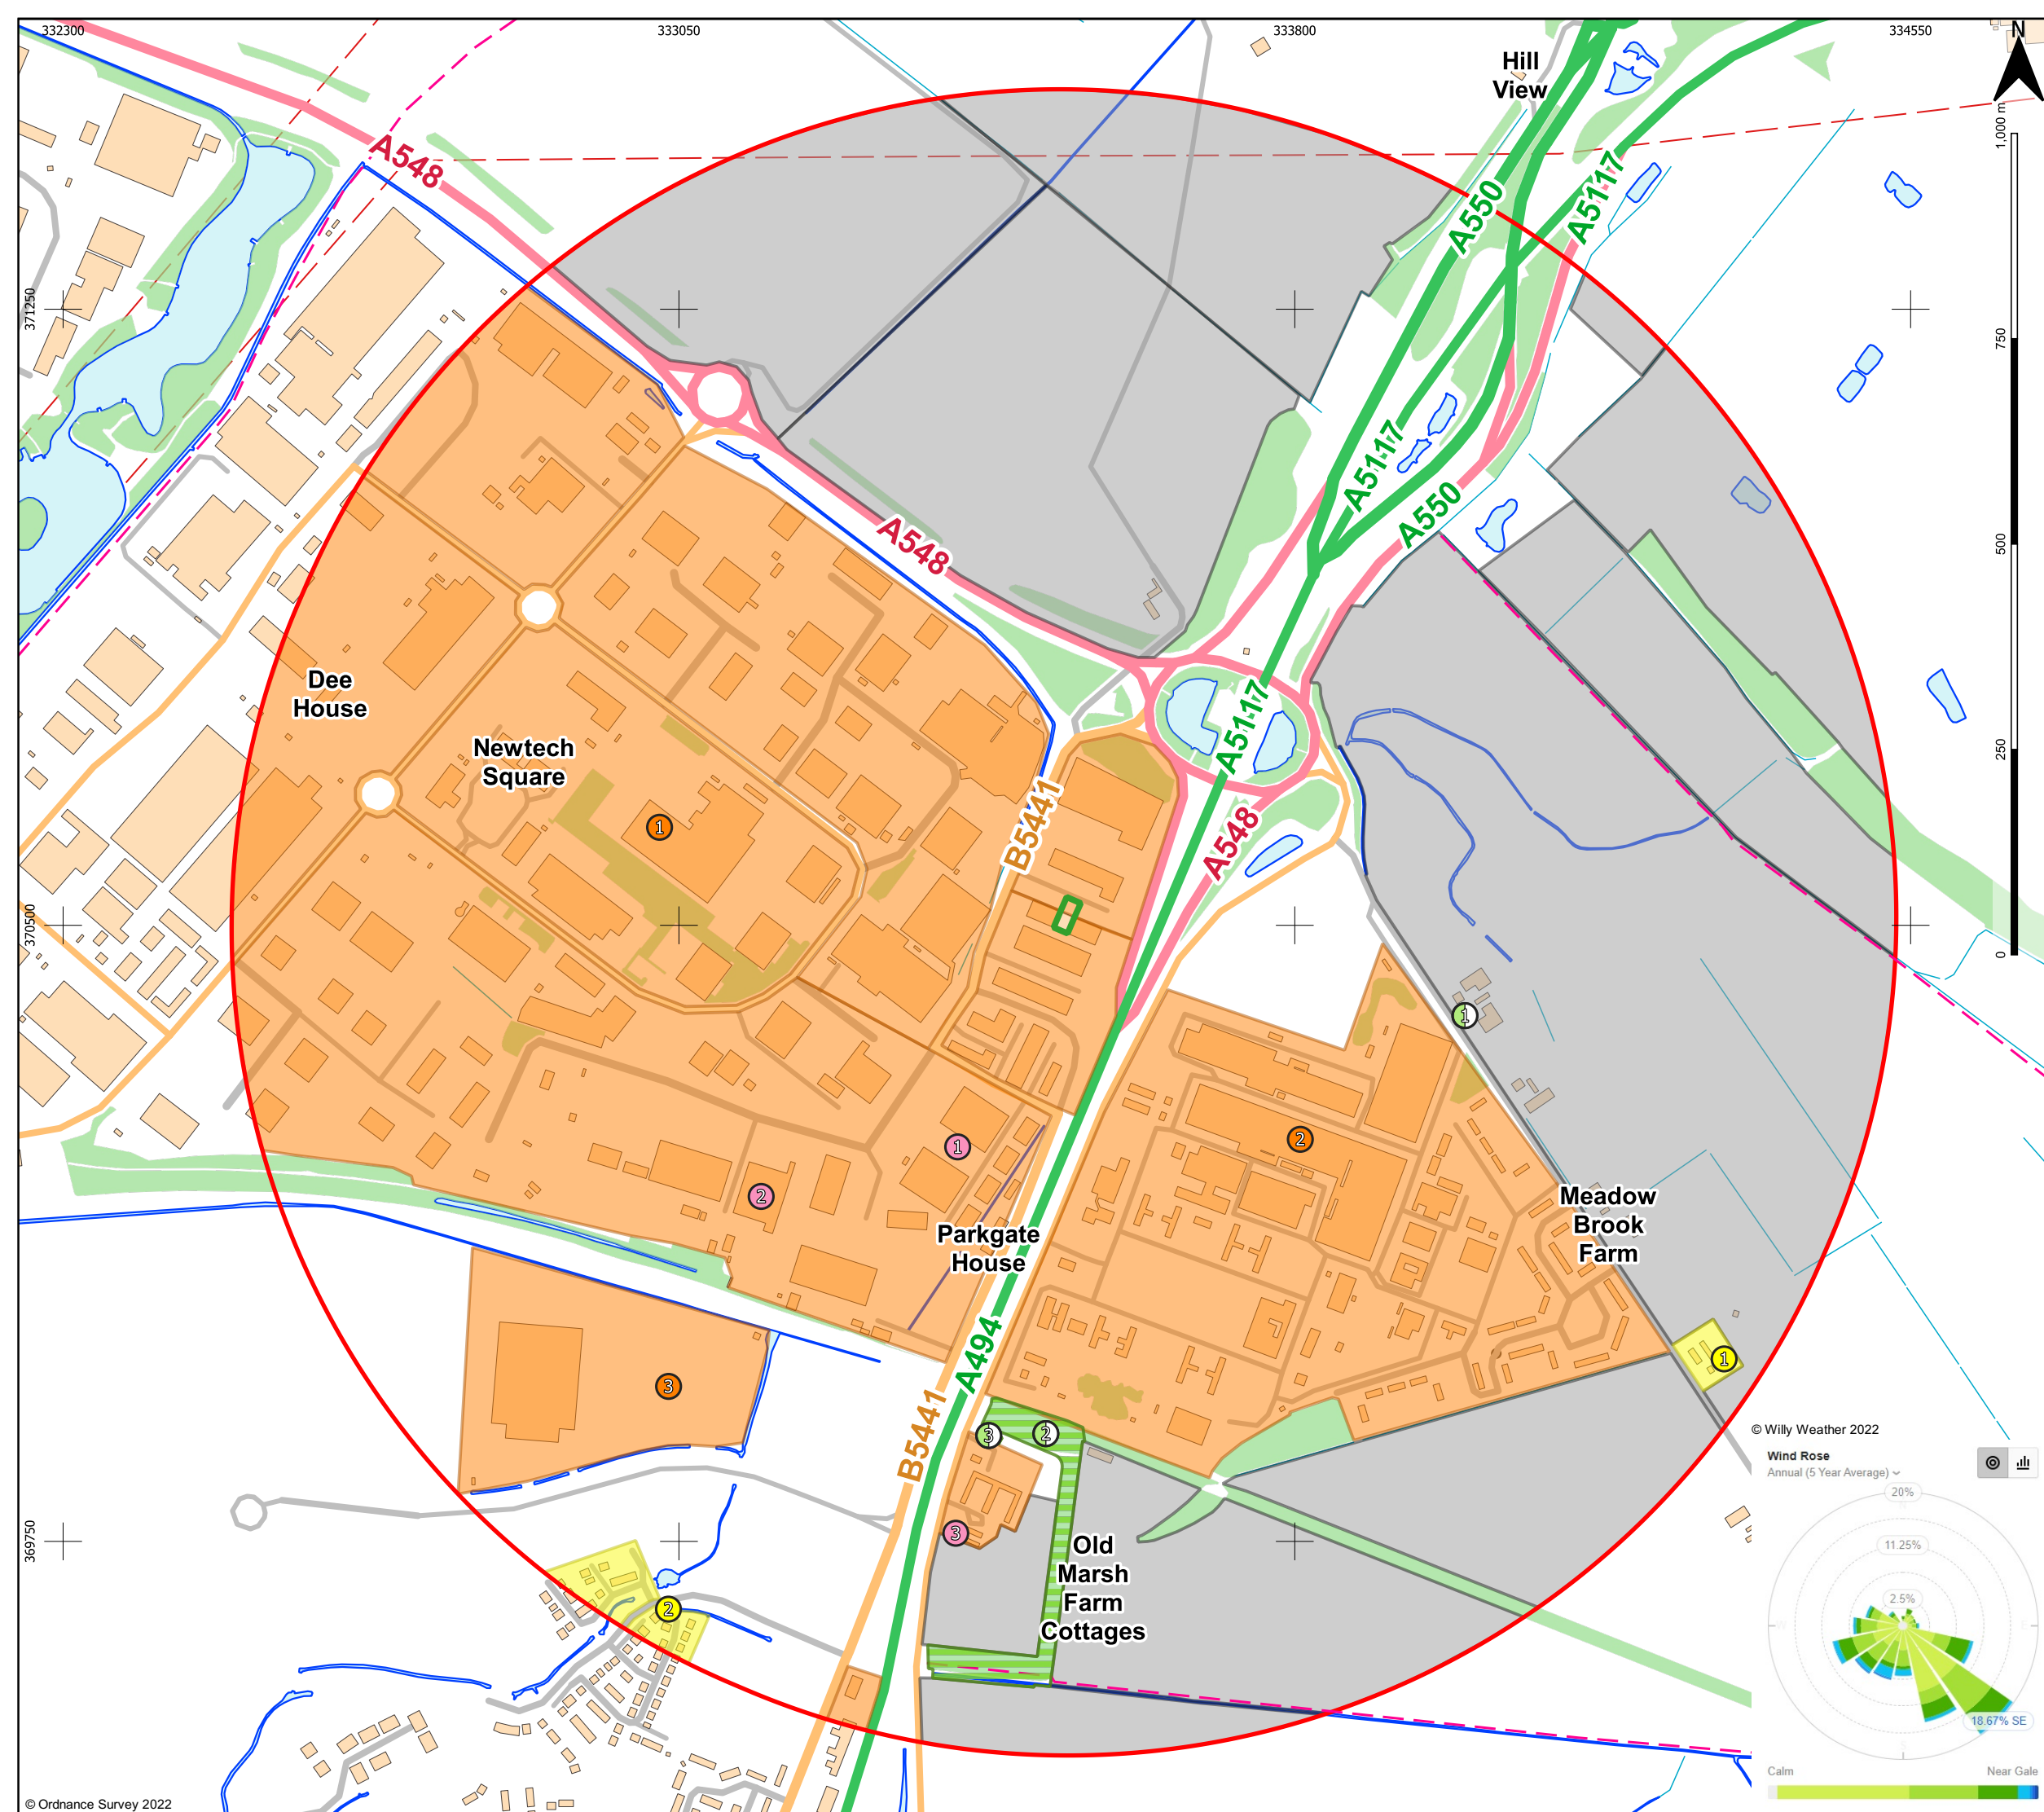 332300
333050
333800
334550
N
Hill
View
1,000 m
A548
A550
A5117
371250
750
A5117
A550
A548
500
Dee
House
Newtech
Square
A5117
250
B5441
A548
1
370500
0
1
2
1
2
Meadow
Brook
Farm
Parkgate
House
A494
1
3
B5441
3
2
3
369750
Old
Marsh
Farm
Cottages
2
© Willy Weather 2022
Wind Rose
Annual (5 Year Average)
20%
11.25%
2.5%
W
E
18.67% SE
Calm
Near Gale
© Ordnance Survey 2022